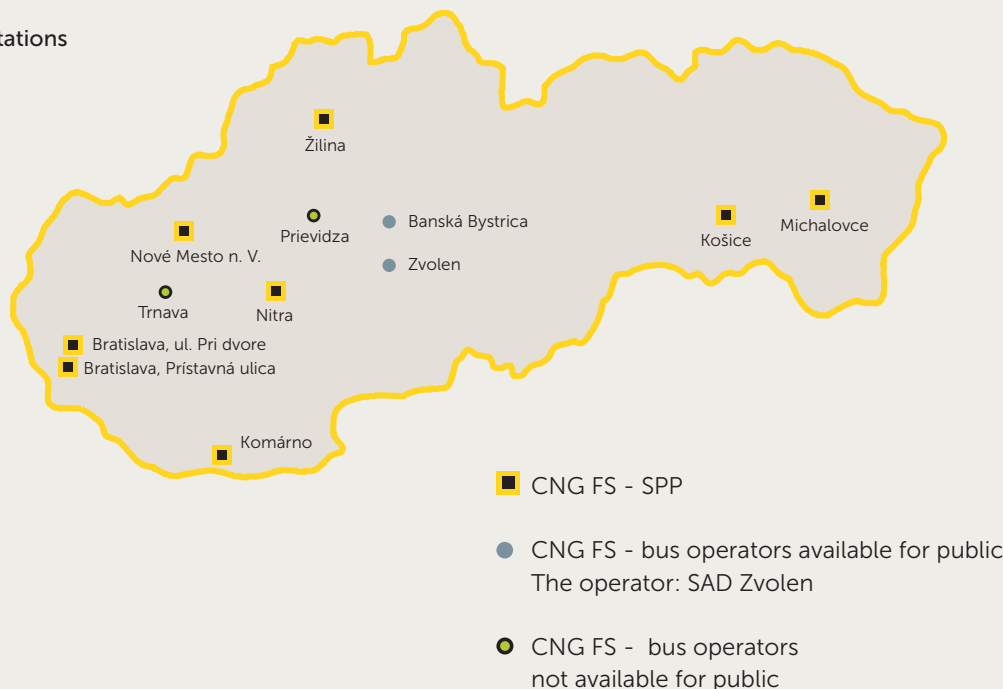 Žilina
Banská Bystrica
Prievidza
Nové Mesto n. V.
Zvolen
Košice
Michalovce
Trnava
Nitra
Bratislava, ul. Pri dvore
Bratislava, Prístavná ulica
Komárno
CNG FS - SPP
CNG FS - bus operators available for public
The operator: SAD Zvolen
CNG FS - bus operators
not available for public